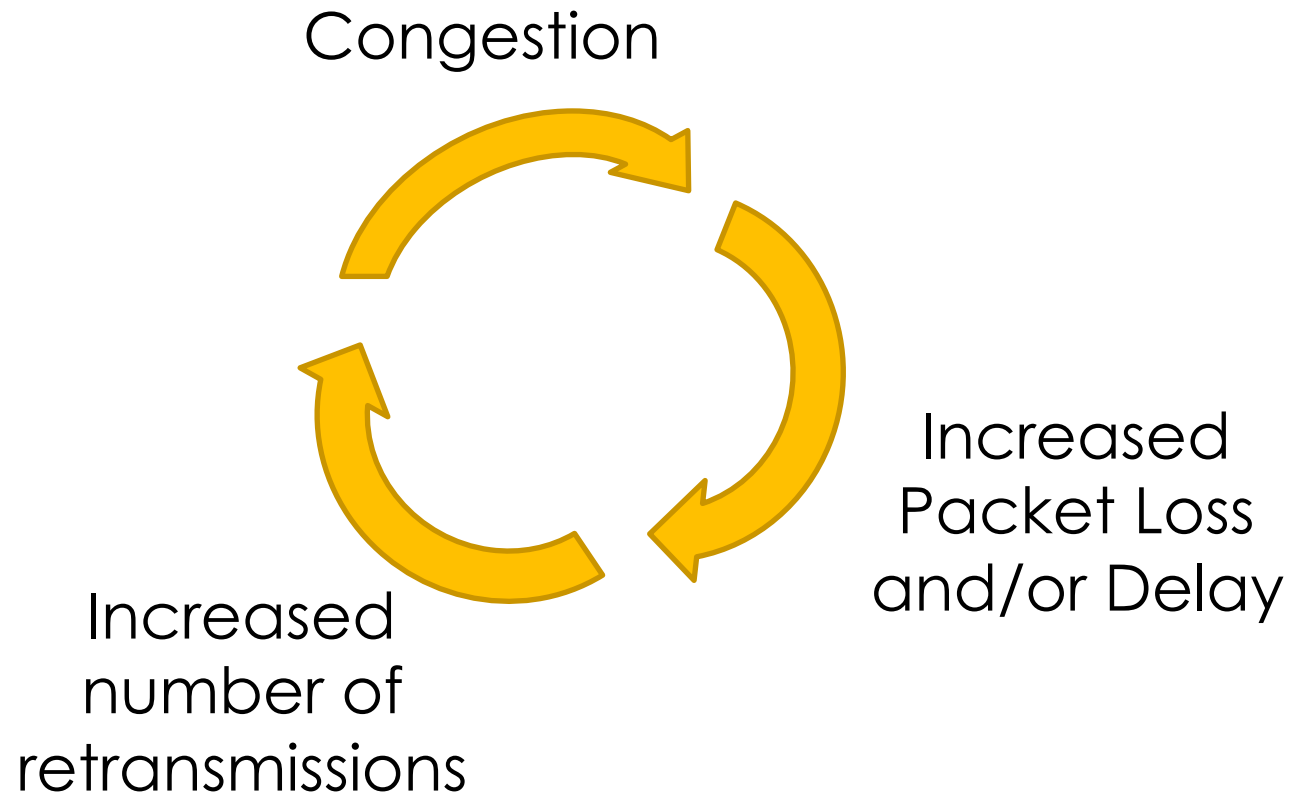 Congestion
Increased
Packet Loss
and/or Delay
Increased
number of
retransmissions